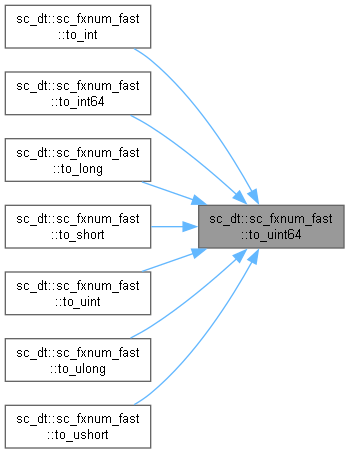 sc_dt::sc_fxnum_fast
::to_int
sc_dt::sc_fxnum_fast
::to_int64
sc_dt::sc_fxnum_fast
::to_long
sc_dt::sc_fxnum_fast
::to_short
sc_dt::sc_fxnum_fast
::to_uint64
sc_dt::sc_fxnum_fast
::to_uint
sc_dt::sc_fxnum_fast
::to_ulong
sc_dt::sc_fxnum_fast
::to_ushort